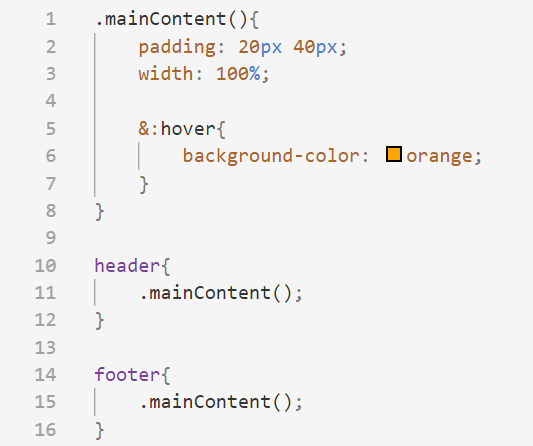 1 .mainContent(){
2     padding: 20px 40px;
3     width: 100%;
4
5     &:hover{
6         background-color: orange;
7     }
8 }
9
10 header{
11     .mainContent();
12 }
13
14 footer{
15     .mainContent();
16 }